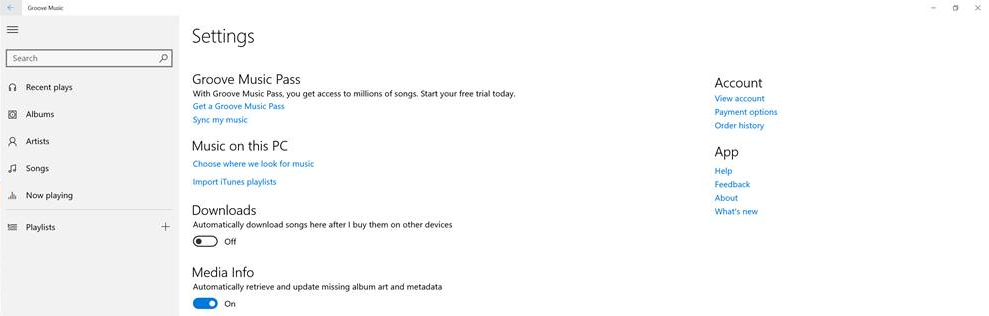 Groove Music
Search
Recent plays
Albums
Artists
Songs
Now playing
Playlists
Settings
Groove Music Pass
With Groove Music Pass, you get access to millions of songs. Start your free trial today.
Get a Groove Music Pass
Sync my music
Music on this PC
Choose where we look for music
Import iTunes playlists
Downloads
Automatically download songs here after I buy them on other devices
Off
Media Info
Automatically retrieve and update missing album art and metadata
On
Account
View account
Payment options
Order history
App
Help
Feedback
About
What's new